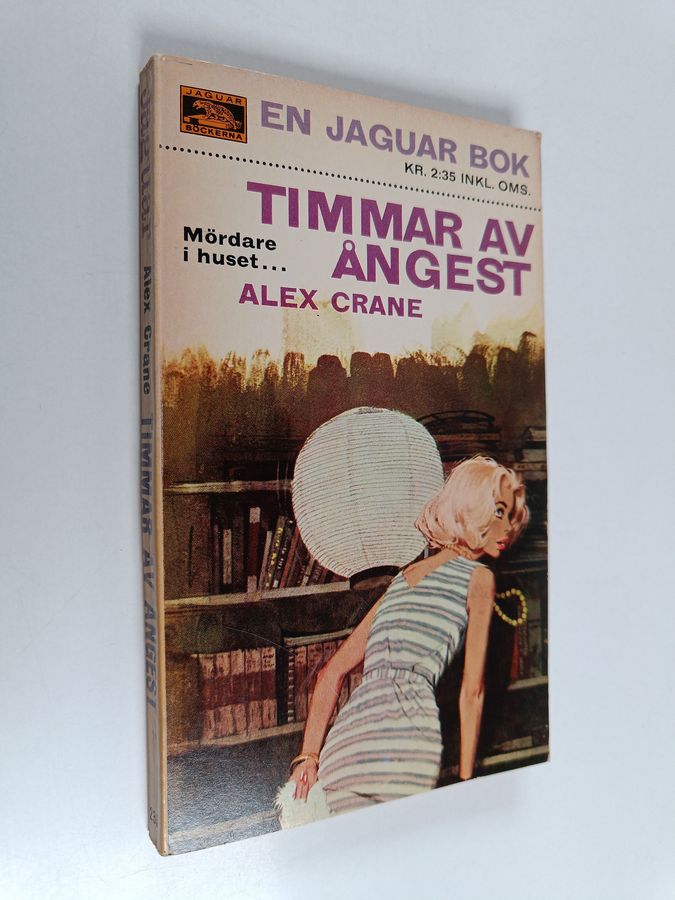 JAGUAR
BÖCKERNA
EN JAGUAR BOK
KR. 2:35 INKL. OMS.
TIMMAR AV
ÅNGEST
Mördare
i huset...
ALEX CRANE
Alex Crane TIMMAR AV ÅNGEST